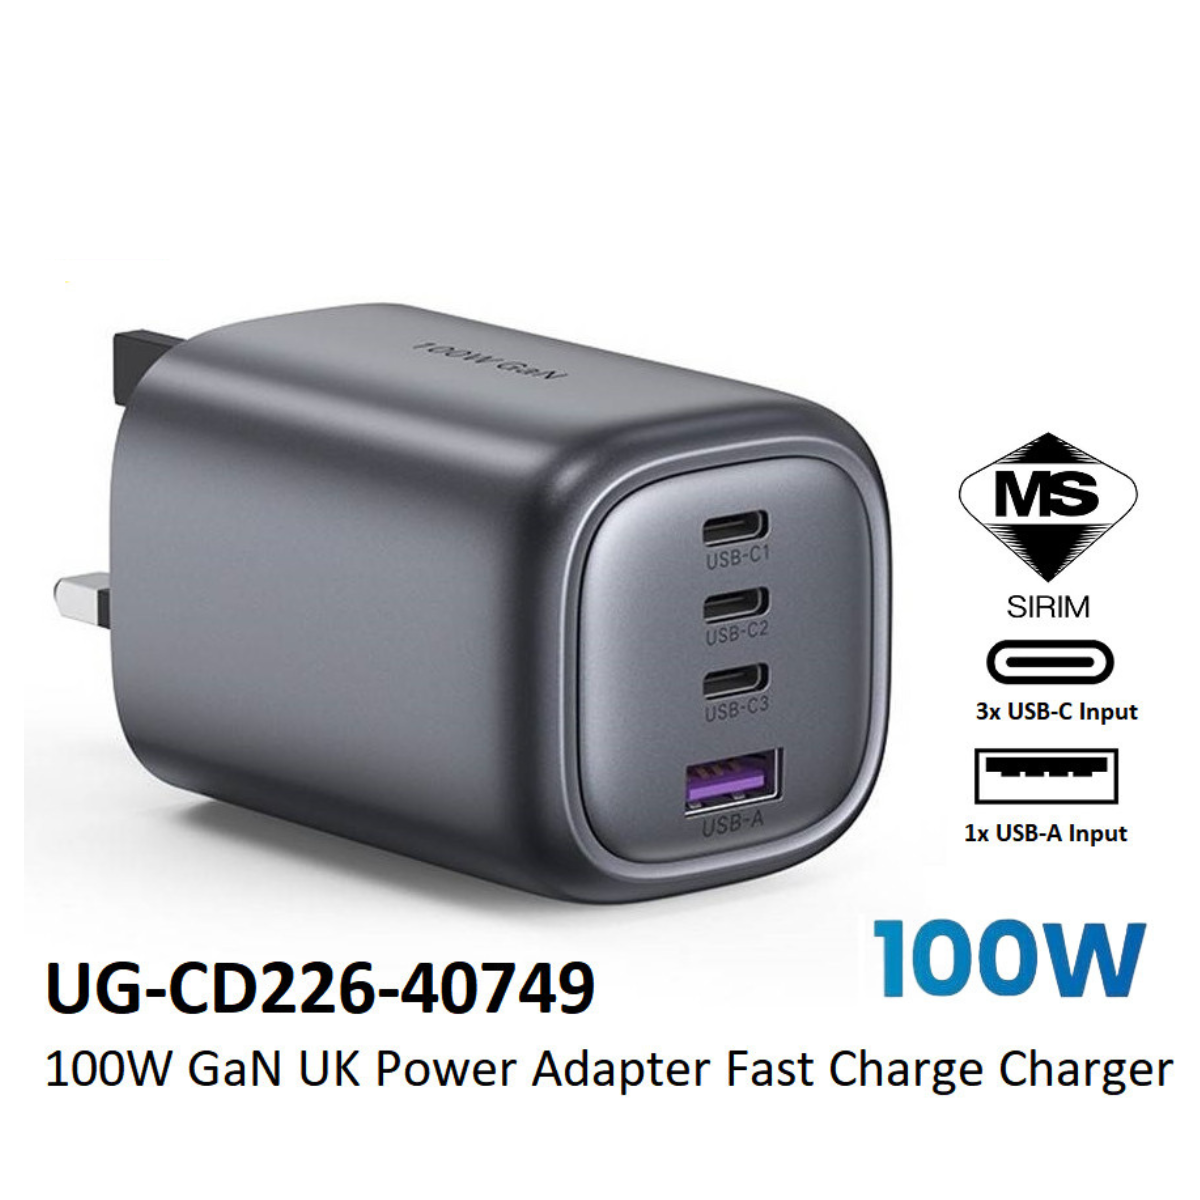 100W GaN
USB-C1
USB-C2
USB-C3
USB-A
MS
SIRIM
3x USB-C Input
1x USB-A Input
100W
UG-CD226-40749
100W GaN UK Power Adapter Fast Charge Charger